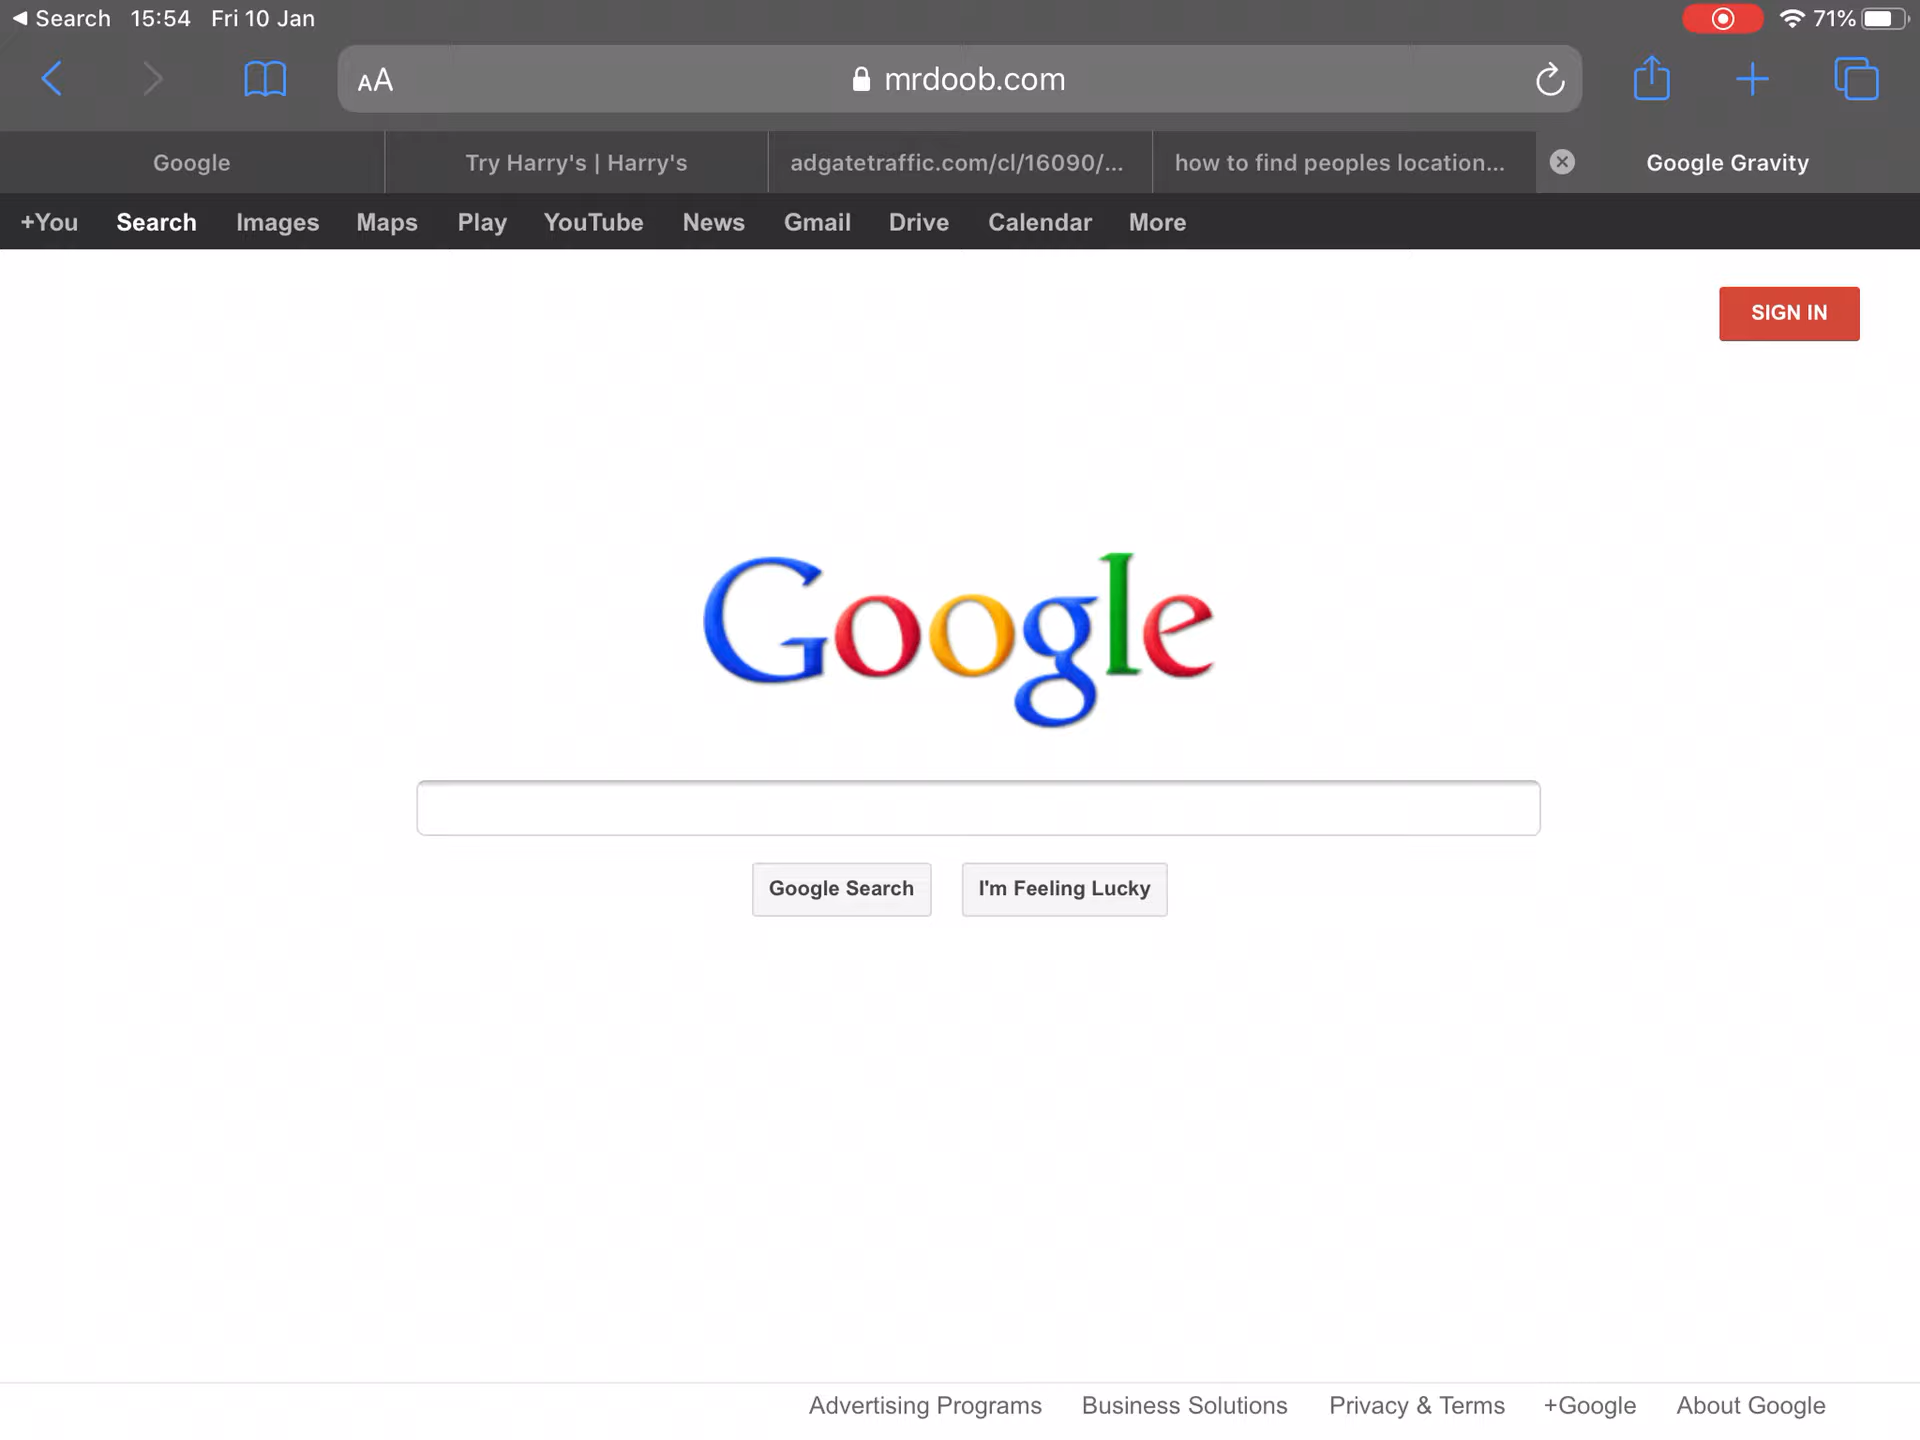 Search 15:54 Fri 10 Jan 71%
AA mrdoob.com
Google Try Harry's | Harry's adgatetraffic.com/cl/16090/... how to find peoples location... Google Gravity
+You Search Images Maps Play YouTube News Gmail Drive Calendar More
SIGN IN
Google
Google Search I'm Feeling Lucky
Advertising Programs Business Solutions Privacy & Terms +Google About Google